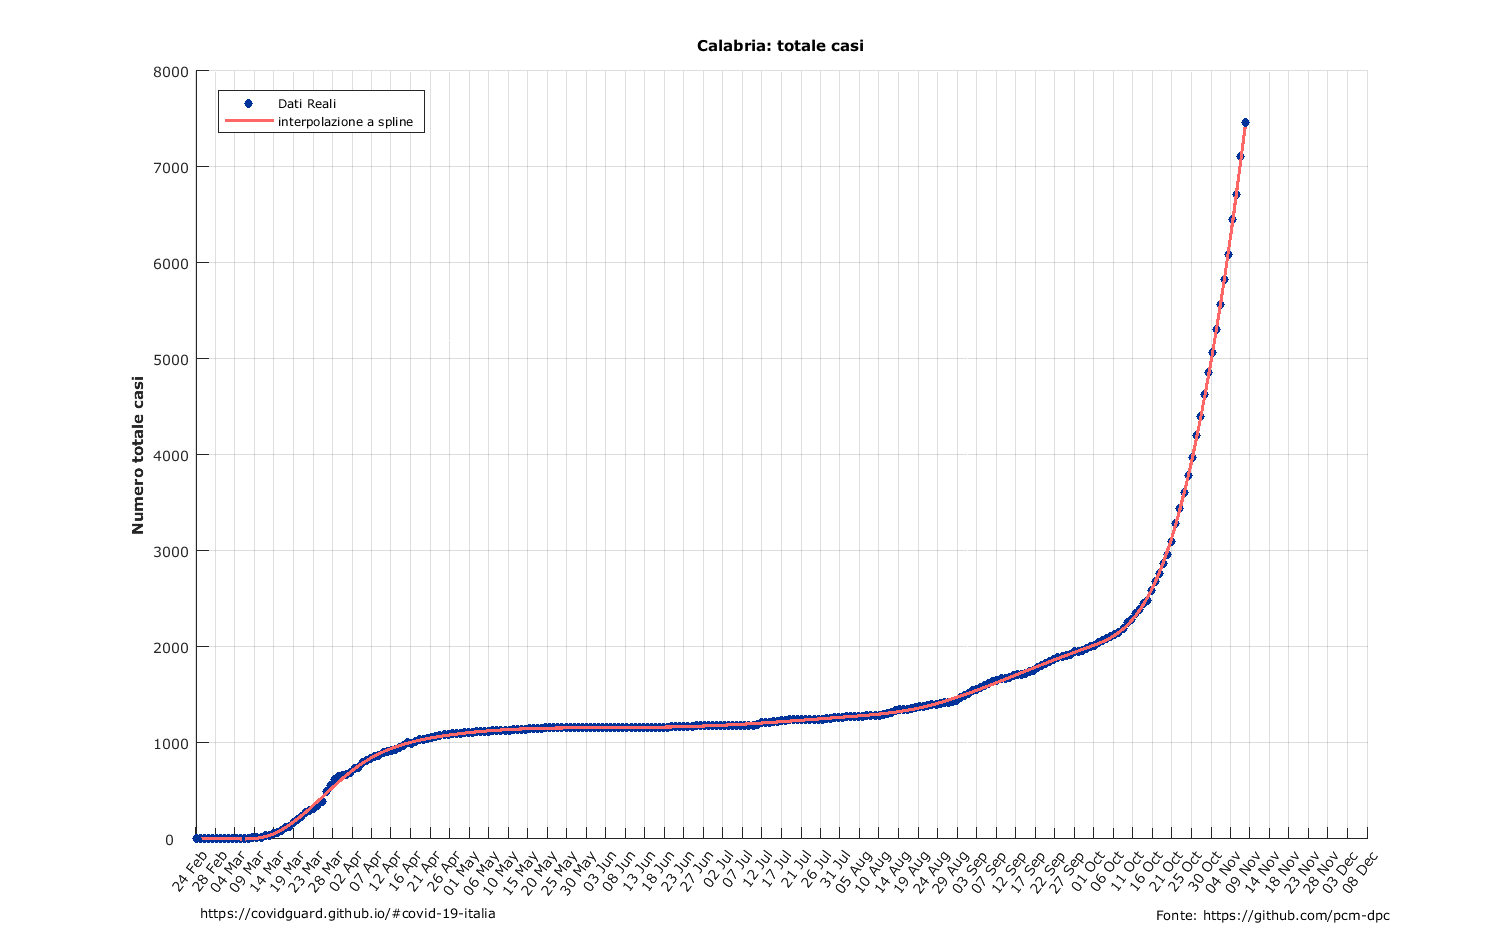 Calabria: totale casi
Dati Reali
interpolazione a spline
Numero totale casi
8000
7000
6000
5000
4000
3000
2000
1000
0
24 Feb
28 Feb
04 Mar
09 Mar
14 Mar
19 Mar
23 Mar
28 Mar
02 Apr
07 Apr
12 Apr
16 Apr
21 Apr
26 Apr
01 May
06 May
10 May
15 May
20 May
25 May
30 May
03 Jun
08 Jun
13 Jun
18 Jun
23 Jun
27 Jun
02 Jul
07 Jul
12 Jul
17 Jul
21 Jul
26 Jul
31 Jul
05 Aug
10 Aug
14 Aug
19 Aug
24 Aug
29 Aug
03 Sep
07 Sep
12 Sep
17 Sep
22 Sep
27 Sep
01 Oct
06 Oct
11 Oct
16 Oct
21 Oct
25 Oct
30 Oct
04 Nov
09 Nov
14 Nov
18 Nov
23 Nov
28 Nov
03 Dec
08 Dec
https://covidguard.github.io/#covid-19-italia
Fonte: https://github.com/pcm-dpc